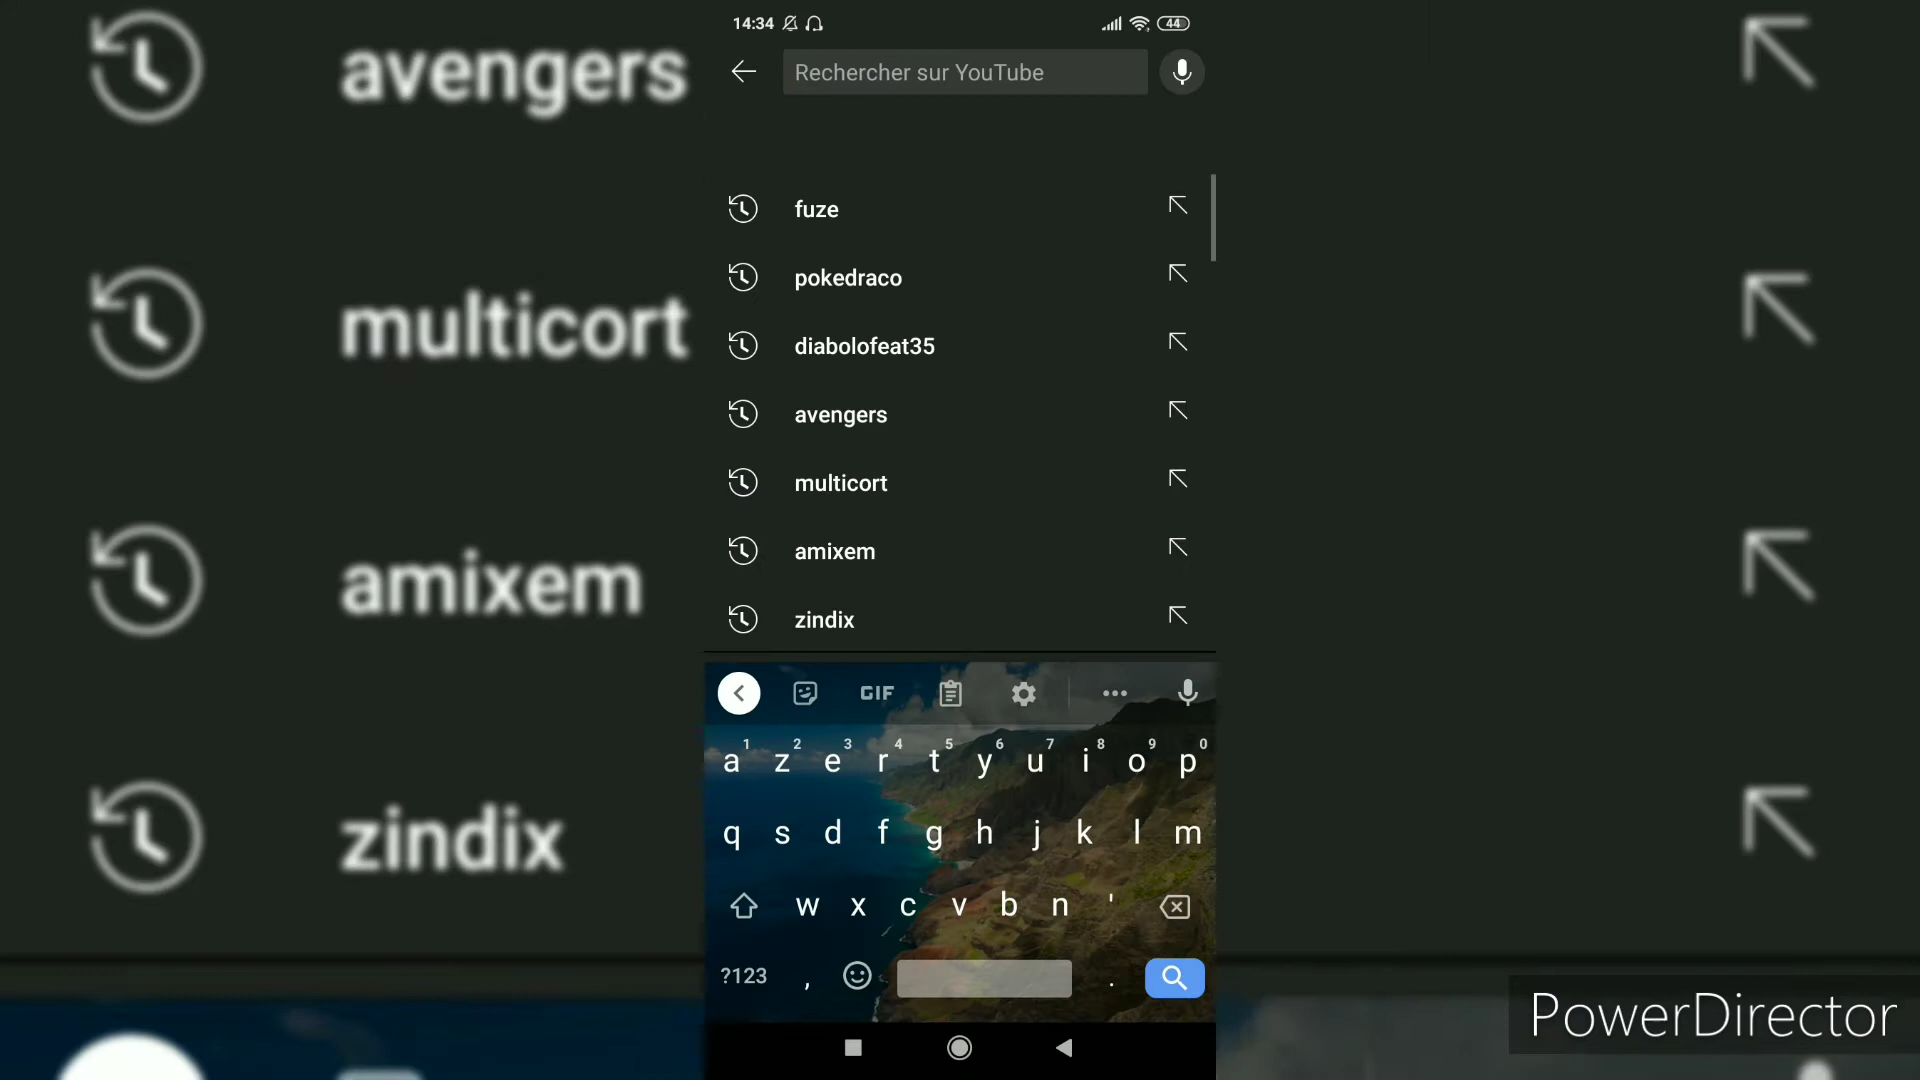 14:34
44
Rechercher sur YouTube
fuze
pokedraco
diabolofeat35
avengers
multicort
amixem
zindix
avengers
multicort
amixem
zindix
GIF
1 2 3 4 5 6 7 8 9 0
a z e r t y u i o p
q s d f g h j k l m
w x c v b n '
?123 , .
PowerDirector